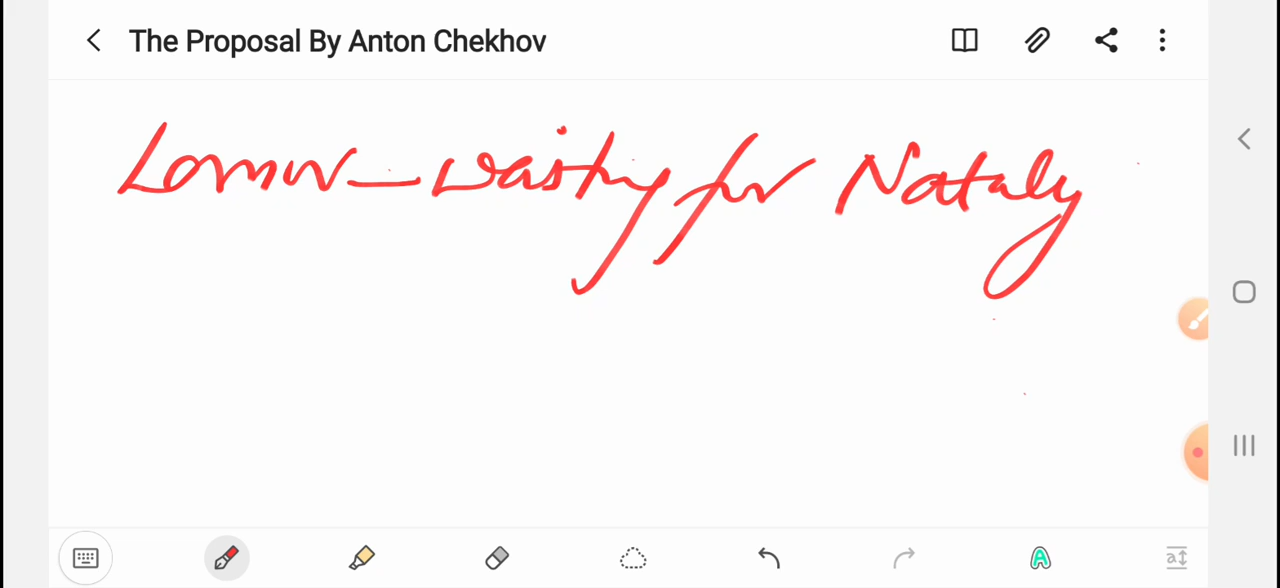 The Proposal By Anton Chekhov
Lomov - waiting for Nataly